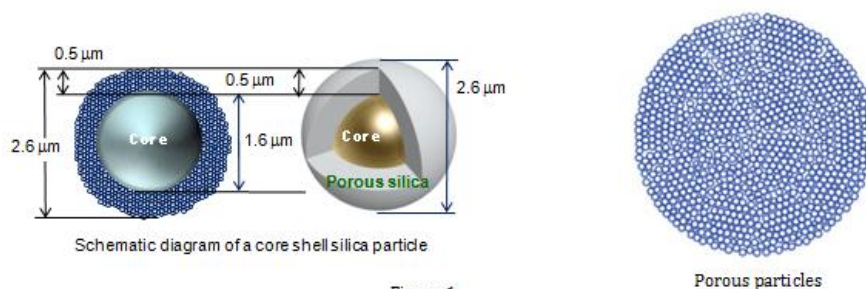 0.5 µm
0.5 µm
2.6 µm
Core
1.6 µm
Core
2.6 µm
Porous silica
Schematic diagram of a core shell silica particle
Porous particles